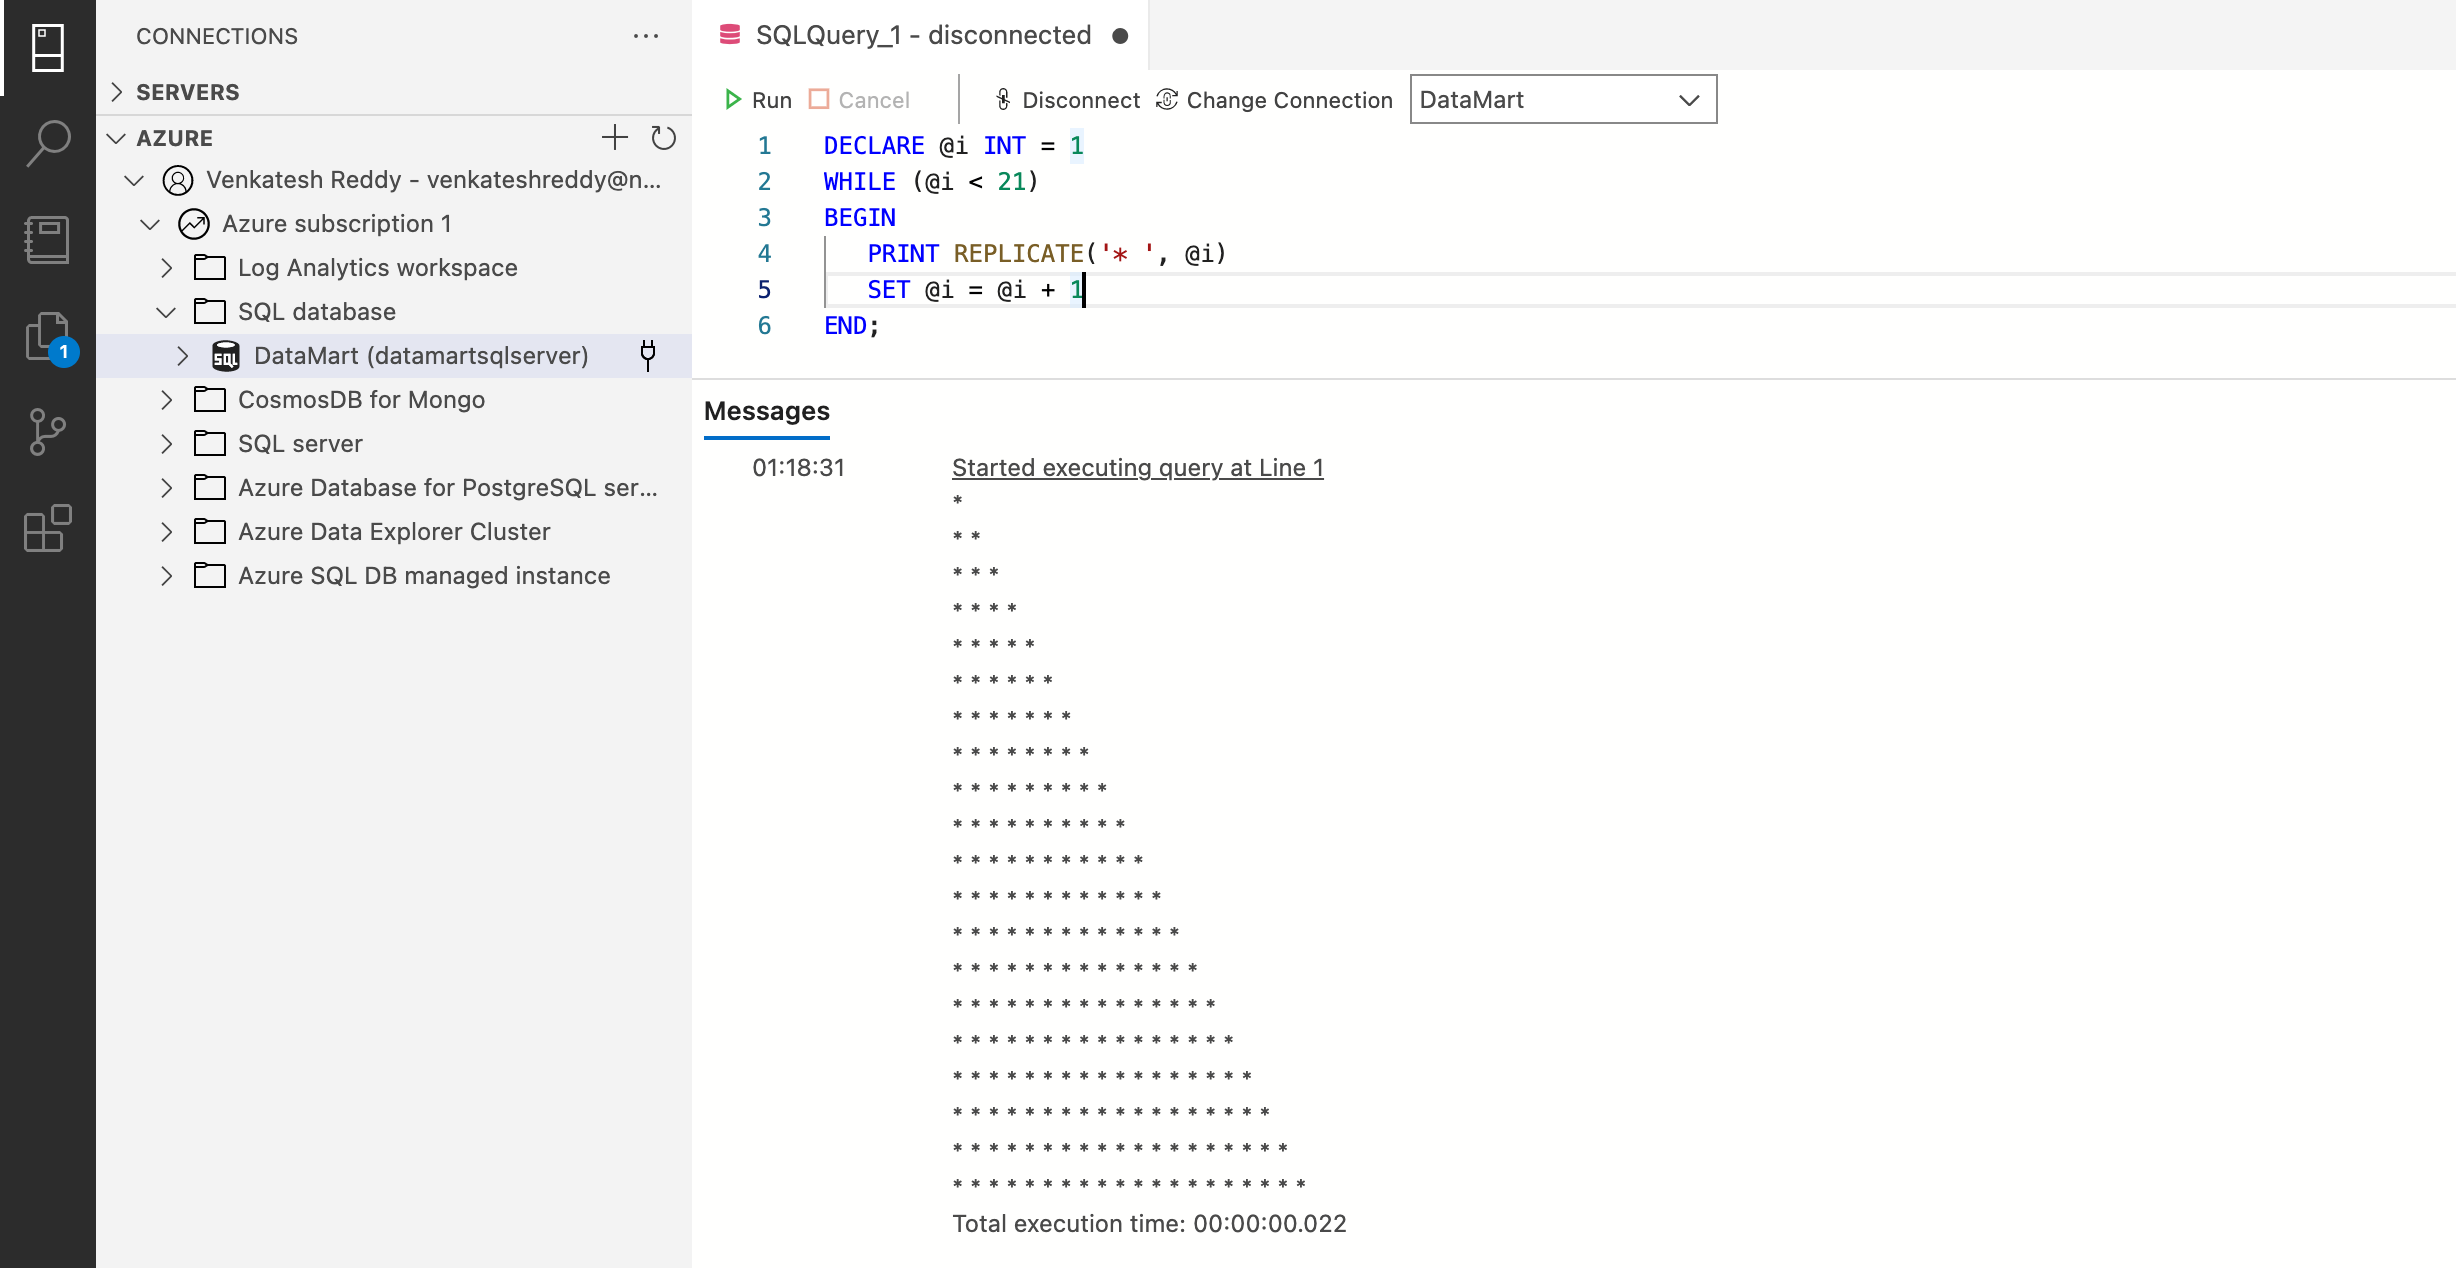 CONNECTIONS ...
SERVERS
AZURE
Venkatesh Reddy - venkateshreddy@n...
Azure subscription 1
Log Analytics workspace
SQL database
SQL DataMart (datamartsqlserver)
CosmosDB for Mongo
SQL server
Azure Database for PostgreSQL ser...
Azure Data Explorer Cluster
Azure SQL DB managed instance
1
SQLQuery_1 - disconnected
Run Cancel Disconnect Change Connection DataMart
1 DECLARE @i INT = 1
2 WHILE (@i < 21)
3 BEGIN
4 PRINT REPLICATE('* ', @i)
5 SET @i = @i + 1
6 END;
Messages
01:18:31 Started executing query at Line 1
*
* *
* * *
* * * *
* * * * *
* * * * * *
* * * * * * *
* * * * * * * *
* * * * * * * * *
* * * * * * * * * *
* * * * * * * * * * *
* * * * * * * * * * * *
* * * * * * * * * * * * *
* * * * * * * * * * * * * *
* * * * * * * * * * * * * * *
* * * * * * * * * * * * * * * *
* * * * * * * * * * * * * * * * *
* * * * * * * * * * * * * * * * * *
* * * * * * * * * * * * * * * * * * *
* * * * * * * * * * * * * * * * * * * *
Total execution time: 00:00:00.022